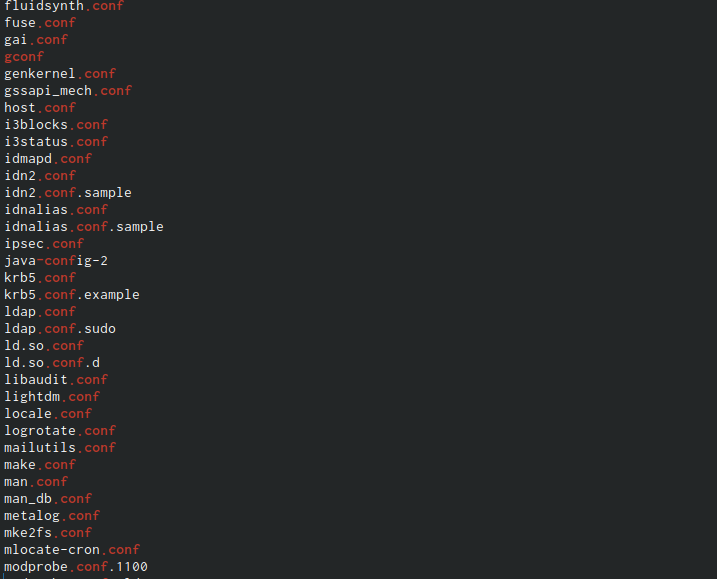 fluidsynth.conf
fuse.conf
gai.conf
gconf
genkernel.conf
gssapi_mech.conf
host.conf
i3blocks.conf
i3status.conf
idmapd.conf
idn2.conf
idn2.conf.sample
idnalias.conf
idnalias.conf.sample
ipsec.conf
java-config-2
krb5.conf
krb5.conf.example
ldap.conf
ldap.conf.sudo
ld.so.conf
ld.so.conf.d
libaudit.conf
lightdm.conf
locale.conf
logrotate.conf
mailutils.conf
make.conf
man.conf
man_db.conf
metalog.conf
mke2fs.conf
mlocate-cron.conf
modprobe.conf.1100